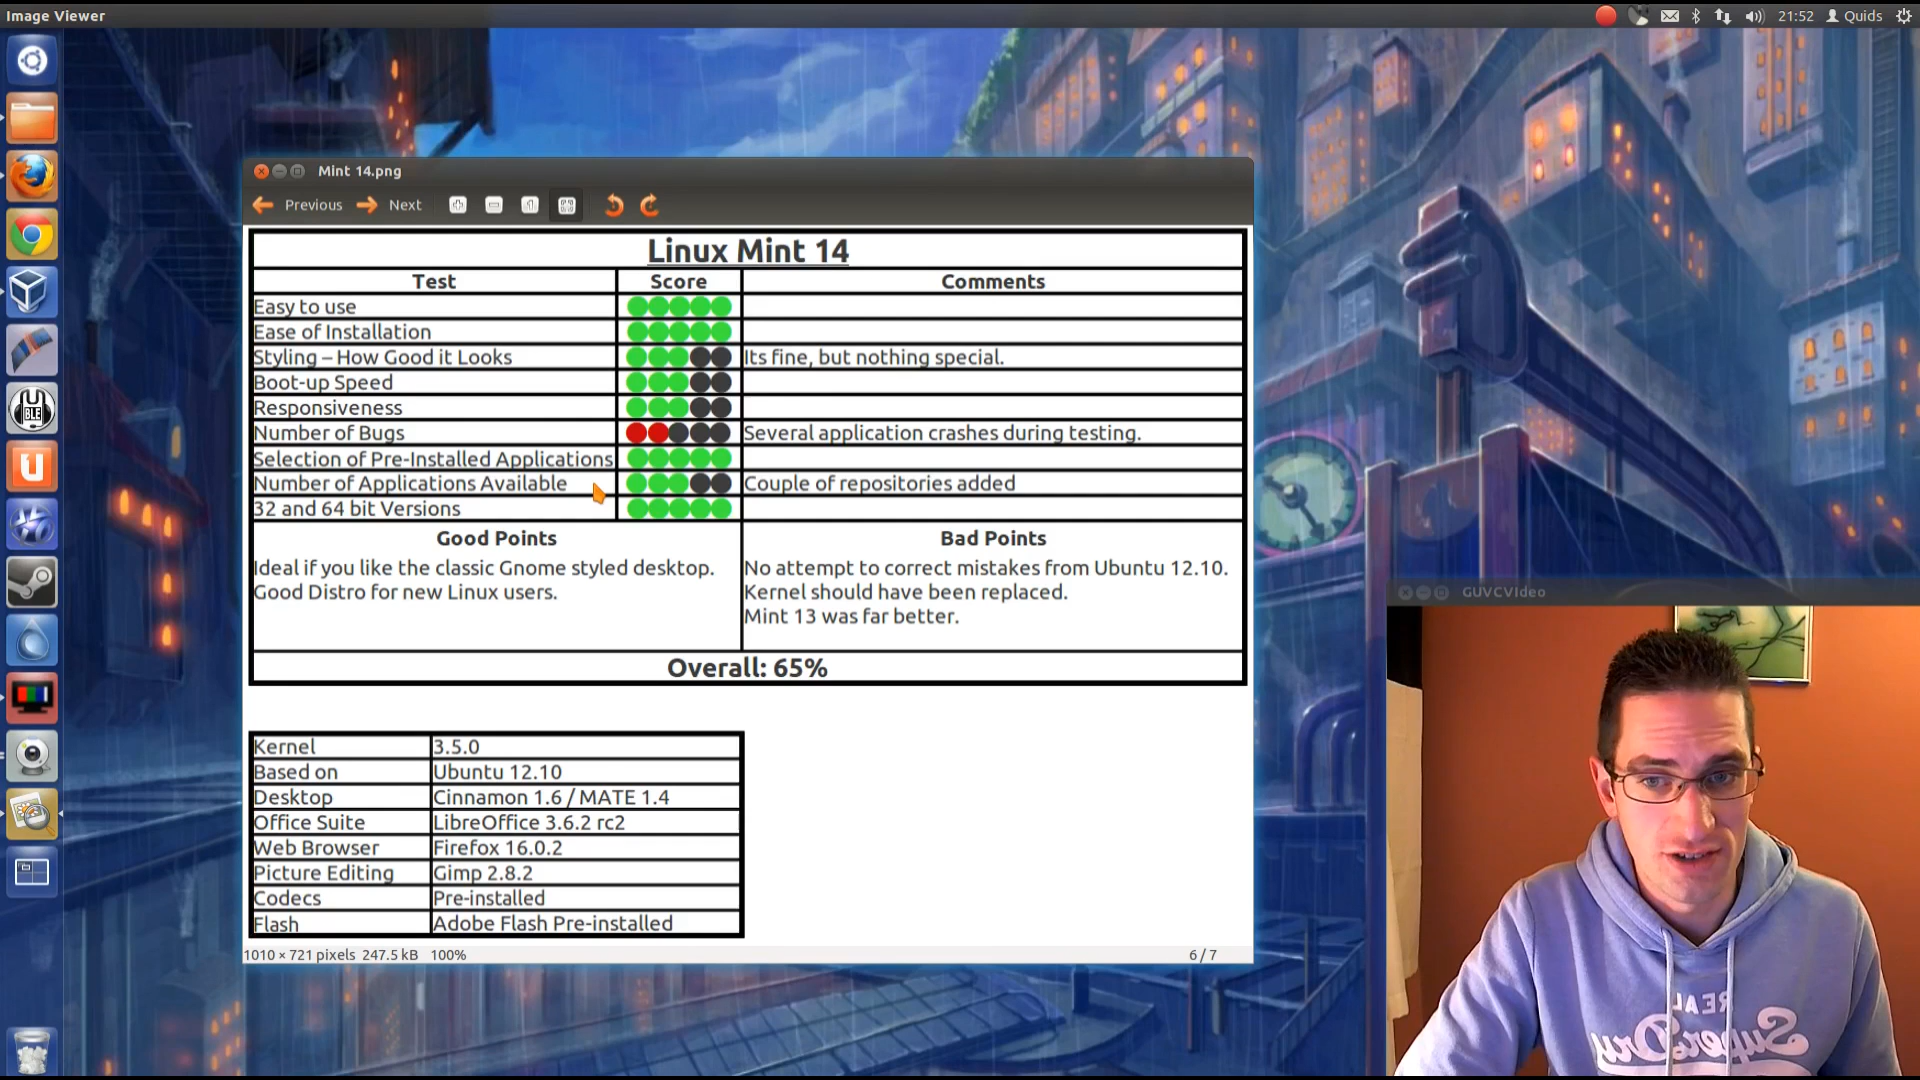 Image Viewer
21:52
Quids
Mint 14.png
Previous
Next
Linux Mint 14
Test Score Comments
Easy to use
Ease of Installation
Styling – How Good it Looks Its fine, but nothing special.
Boot-up Speed
Responsiveness
Number of Bugs Several application crashes during testing.
Selection of Pre-Installed Applications
Number of Applications Available Couple of repositories added
32 and 64 bit Versions
Good Points
Ideal if you like the classic Gnome styled desktop.
Good Distro for new Linux users.
Bad Points
No attempt to correct mistakes from Ubuntu 12.10.
Kernel should have been replaced.
Mint 13 was far better.
Overall: 65%
Kernel 3.5.0
Based on Ubuntu 12.10
Desktop Cinnamon 1.6 / MATE 1.4
Office Suite LibreOffice 3.6.2 rc2
Web Browser Firefox 16.0.2
Picture Editing Gimp 2.8.2
Codecs Pre-installed
Flash Adobe Flash Pre-installed
1010 × 721 pixels 247.5 kB 100%
6 / 7
GUVCVIdeo
REAL
SuperDry